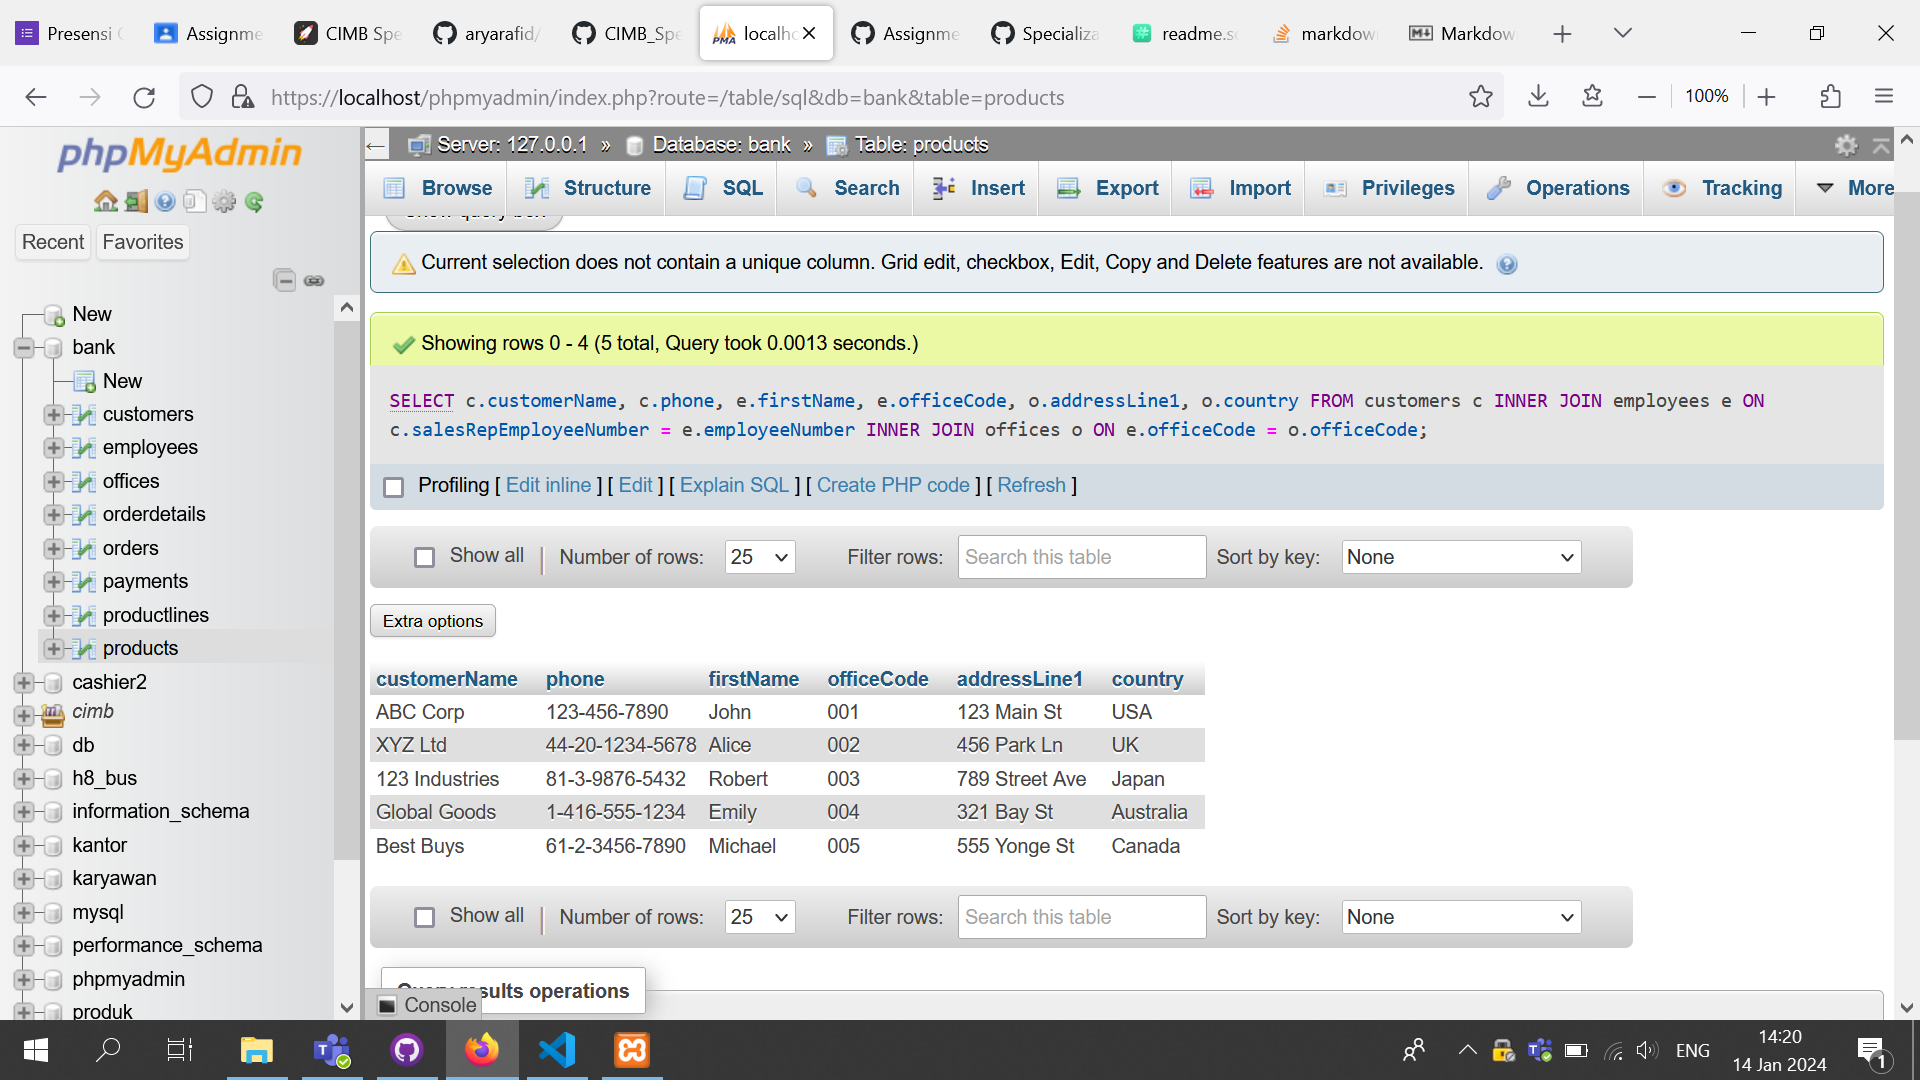 Presensi
Assignme
CIMB Spe
aryarafid/
CIMB_Spe
localho
Assignme
Specializa
readme.so
markdown
Markdow
https://localhost/phpmyadmin/index.php?route=/table/sql&db=bank&table=products
100%
phpMyAdmin
Recent
Favorites
New
bank
New
customers
employees
offices
orderdetails
orders
payments
productlines
products
cashier2
cimb
db
h8_bus
information_schema
kantor
karyawan
mysql
performance_schema
phpmyadmin
produk
Server: 127.0.0.1 » Database: bank » Table: products
Browse Structure SQL Search Insert Export Import Privileges Operations Tracking More
Show query box
Current selection does not contain a unique column. Grid edit, checkbox, Edit, Copy and Delete features are not available.
Showing rows 0 - 4 (5 total, Query took 0.0013 seconds.)
SELECT c.customerName, c.phone, e.firstName, e.officeCode, o.addressLine1, o.country FROM customers c INNER JOIN employees e ON
c.salesRepEmployeeNumber = e.employeeNumber INNER JOIN offices o ON e.officeCode = o.officeCode;
Profiling [ Edit inline ] [ Edit ] [ Explain SQL ] [ Create PHP code ] [ Refresh ]
Show all Number of rows: 25 Filter rows: Search this table Sort by key: None
Extra options
customerName phone firstName officeCode addressLine1 country
ABC Corp 123-456-7890 John 001 123 Main St USA
XYZ Ltd 44-20-1234-5678 Alice 002 456 Park Ln UK
123 Industries 81-3-9876-5432 Robert 003 789 Street Ave Japan
Global Goods 1-416-555-1234 Emily 004 321 Bay St Australia
Best Buys 61-2-3456-7890 Michael 005 555 Yonge St Canada
Show all Number of rows: 25 Filter rows: Search this table Sort by key: None
Query results operations
Console
ENG
14:20
14 Jan 2024
1